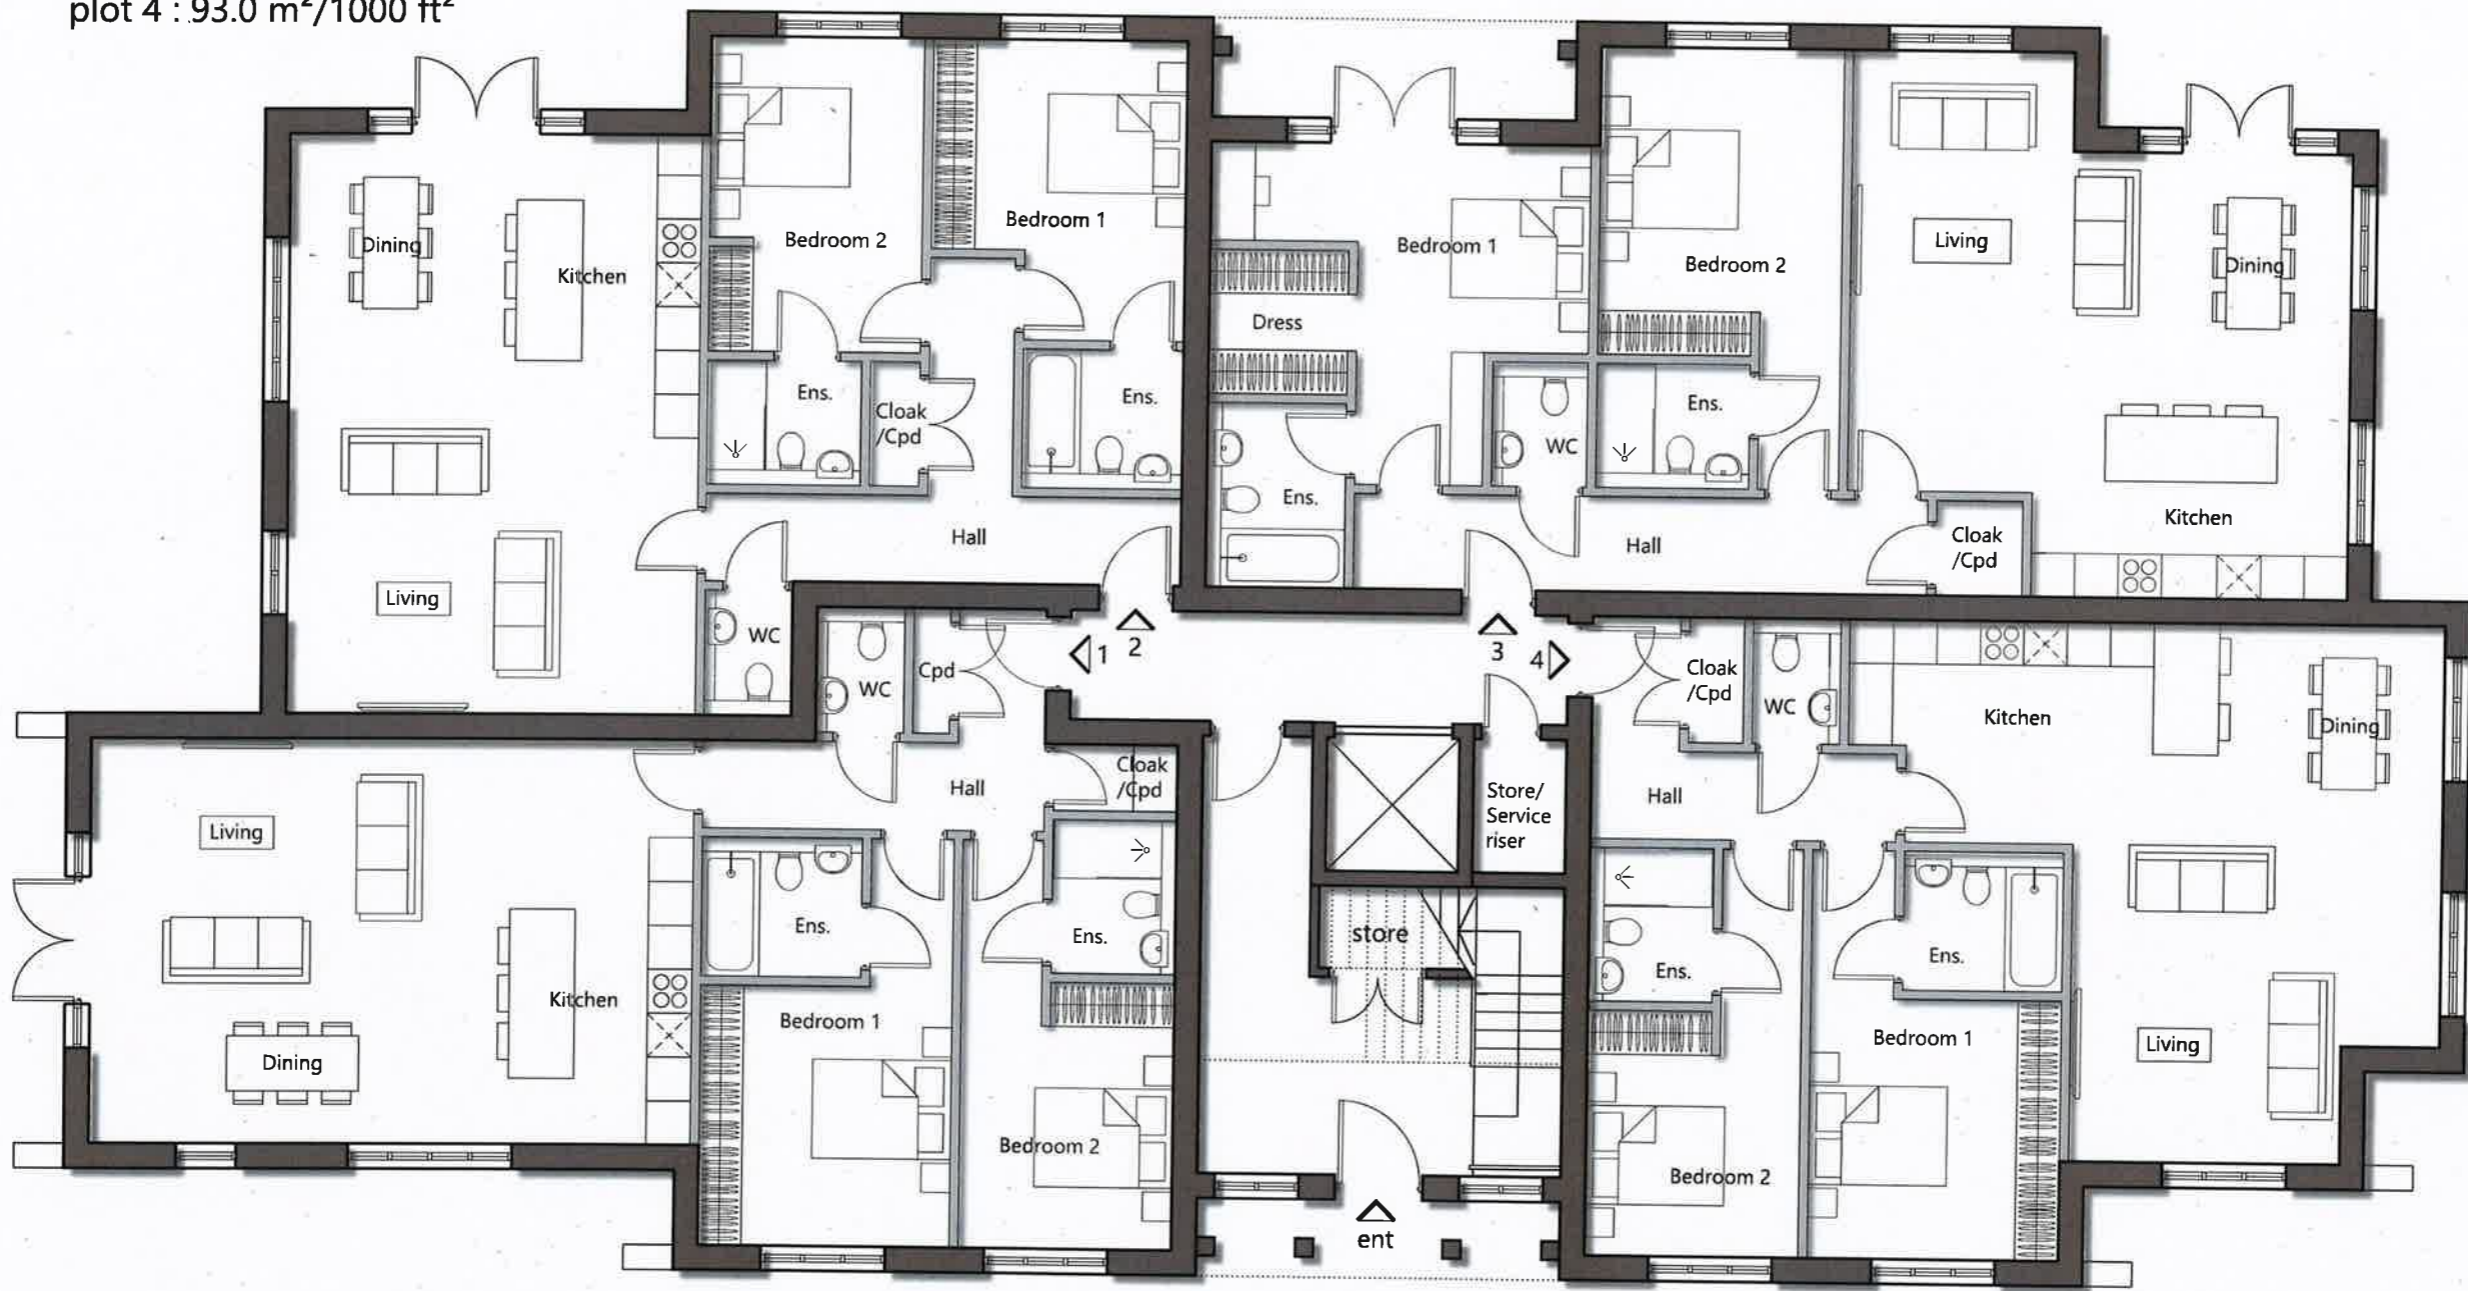 plot 4 : 93.0 m²/1000 ft²
Dining
Kitchen
Living
Bedroom 2
Bedroom 1
Ens.
Cloak
/Cpd
Ens.
Hall
WC
Bedroom 1
Dress
Ens.
WC
Bedroom 2
Ens.
Hall
Living
Dining
Kitchen
Cloak
/Cpd
1
2
3
4
WC
Cpd
Hall
Cloak
/Cpd
Living
Dining
Kitchen
Ens.
Bedroom 1
Ens.
Bedroom 2
Store/
Service
riser
store
ent
Cloak
/Cpd
WC
Kitchen
Dining
Hall
Ens.
Bedroom 2
Ens.
Bedroom 1
Living